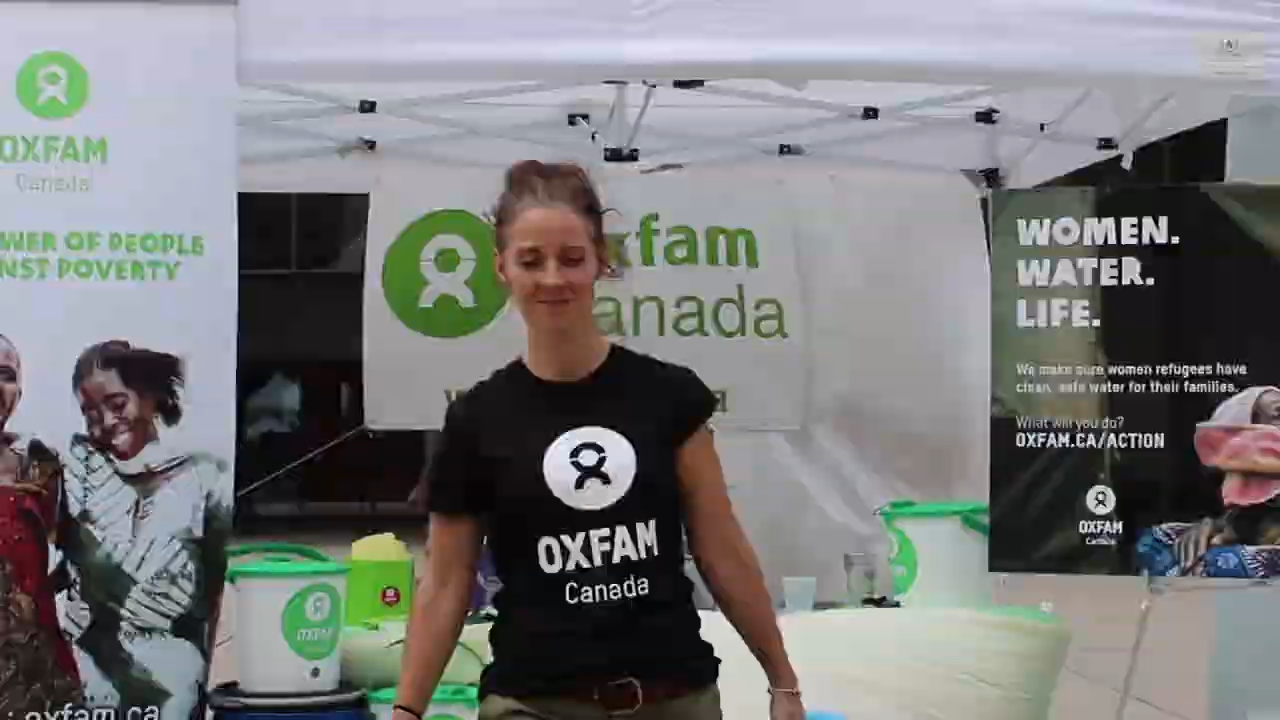 OXFAM
Canada
WER OF PEOPLE
NST POVERTY
oxfam.ca
xfam
anada
OXFAM
Canada
OXFAM
WOMEN.
WATER.
LIFE.
We make sure women refugees have
clean, safe water for their families.
What will you do?
OXFAM.CA/ACTION
OXFAM
Canada